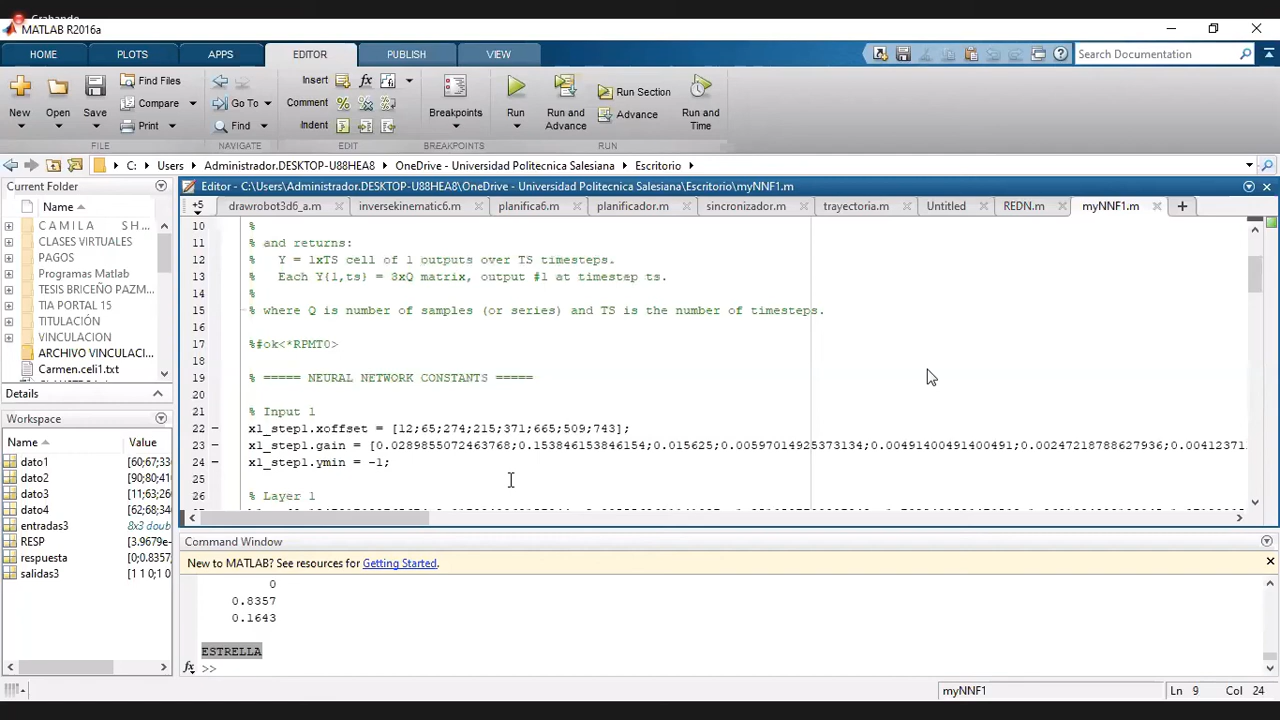 Grabando
MATLAB R2016a
HOME PLOTS APPS EDITOR PUBLISH VIEW Search Documentation
New Open Save Find Files Compare Print
FILE
Go To Find
NAVIGATE
Insert
Comment
Indent
EDIT
Breakpoints
BREAKPOINTS
Run Run and Advance Run Section Advance Run and Time
RUN
C: Users Administrador.DESKTOP-U88HEA8 OneDrive - Universidad Politecnica Salesiana Escritorio
Current Folder
Name
C A M I L A S H...
CLASES VIRTUALES
PAGOS
Programas Matlab
TESIS BRICEÑO PAZM...
TIA PORTAL 15
TITULACIÓN
VINCULACION
ARCHIVO VINCULACI...
Carmen.celi1.txt
Details
Workspace
Name Value
dato1 [60;67;33
dato2 [90;80;41
dato3 [11;63;26
dato4 [62;68;34
entradas3 8x3 doub
RESP [3.9679e-
respuesta [0;0.8357
salidas3 [1 1 0;1 0
Editor - C:\Users\Administrador.DESKTOP-U88HEA8\OneDrive - Universidad Politecnica Salesiana\Escritorio\myNNF1.m
+5 drawrobot3d6_a.m inversekinematic6.m planifica6.m planificador.m sincronizador.m trayectoria.m Untitled REDN.m myNNF1.m
10 %
11 % and returns:
12 % Y = 1xTS cell of 1 outputs over TS timesteps.
13 % Each Y{1,ts} = 3xQ matrix, output #1 at timestep ts.
14 %
15 % where Q is number of samples (or series) and TS is the number of timesteps.
16
17 %#ok<*RPMT0>
18
19 % ===== NEURAL NETWORK CONSTANTS =====
20
21 % Input 1
22 x1_step1.xoffset = [12;65;274;215;371;665;509;743];
23 x1_step1.gain = [0.0289855072463768;0.153846153846154;0.015625;0.00597014925373134;0.00491400491400491;0.00247218788627936;0.00412371
24 x1_step1.ymin = -1;
25
26 % Layer 1
Command Window
New to MATLAB? See resources for Getting Started.
0
0.8357
0.1643
ESTRELLA
fx >>
myNNF1 Ln 9 Col 24